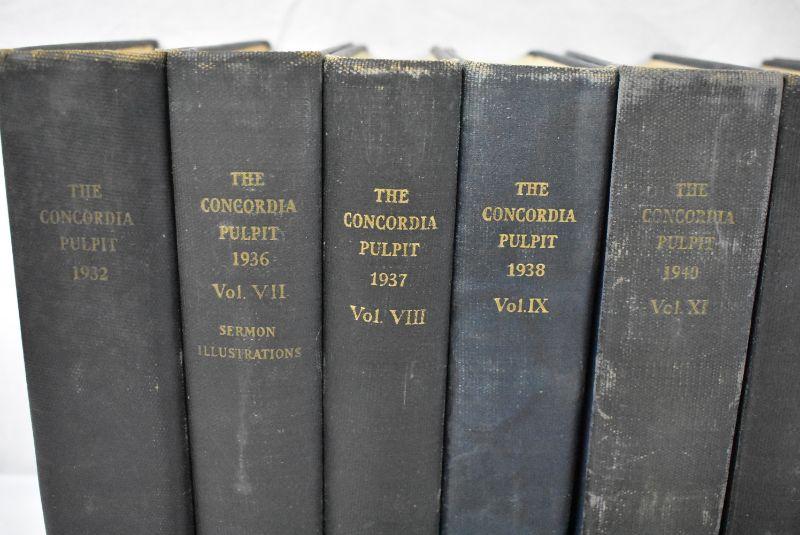 THE
CONCORDIA
PULPIT
1932
THE
CONCORDIA
PULPIT
1936
Vol. VII
SERMON
ILLUSTRATIONS
THE
CONCORDIA
PULPIT
1937
Vol. VIII
THE
CONCORDIA
PULPIT
1938
Vol. IX
THE
CONCORDIA
PULPIT
1940
Vol. XI